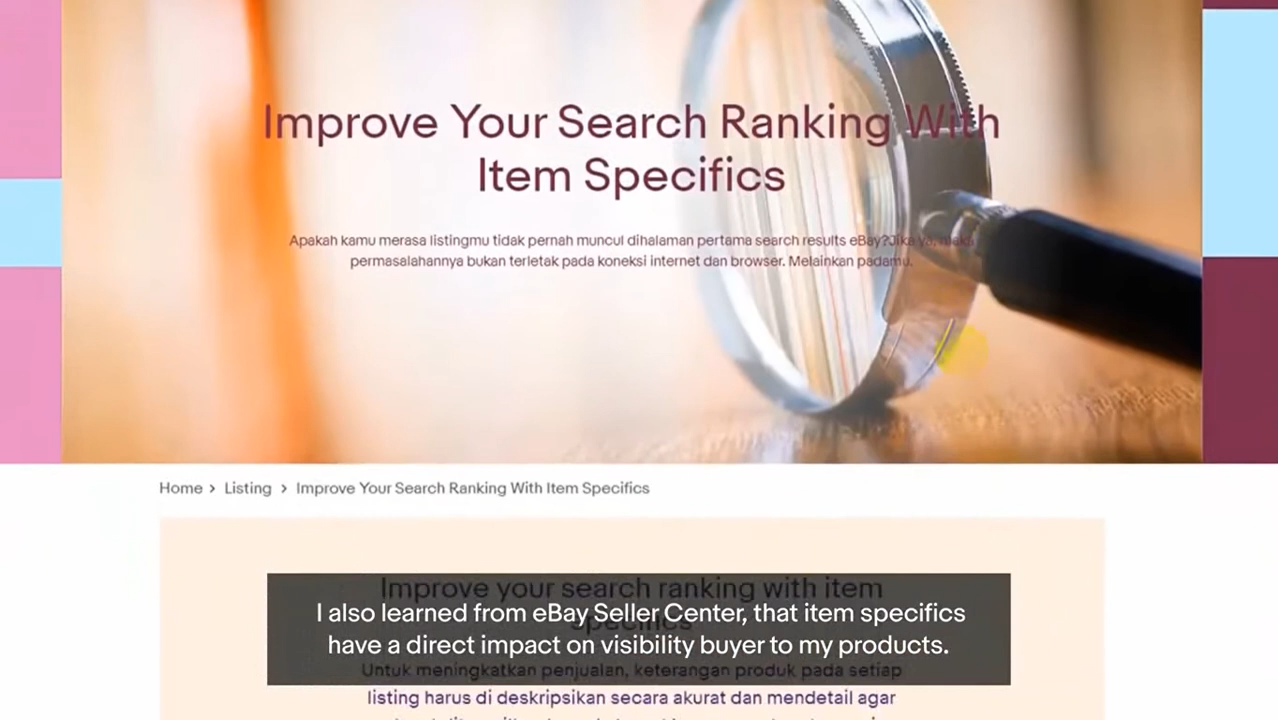 Improve Your Search Ranking With
Item Specifics
Apakah kamu merasa listingmu tidak pernah muncul dihalaman pertama search results eBay?Jika ya, maka
permasalahannya bukan terletak pada koneksi internet dan browser. Melainkan padamu.
Home > Listing > Improve Your Search Ranking With Item Specifics
Improve your search ranking with item
specifics
I also learned from eBay Seller Center, that item specifics
have a direct impact on visibility buyer to my products.
Untuk meningkatkan penjualan, keterangan produk pada setiap
listing harus di deskripsikan secara akurat dan mendetail agar